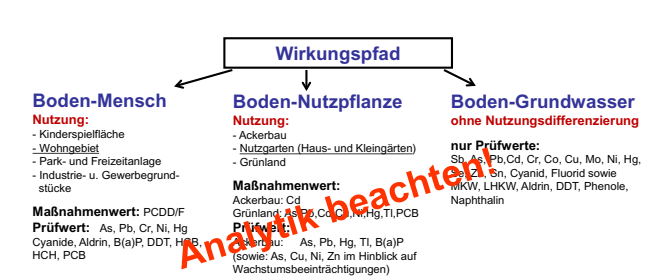 Wirkungspfad
Boden-Mensch
Nutzung:
- Kinderspielfläche
- Wohngebiet
- Park- und Freizeitanlage
- Industrie- u. Gewerbegrund-
stücke
Maßnahmenwert: PCDD/F
Prüfwert: As, Pb, Cr, Ni, Hg
Cyanide, Aldrin, B(a)P, DDT, HCB,
HCH, PCB
Boden-Nutzpflanze
Nutzung:
- Ackerbau
- Nutzgarten (Haus- und Kleingärten)
- Grünland
Maßnahmenwert:
Ackerbau: Cd
Grünland: As,Pb,Cd,Cu,Ni,Hg,Tl,PCB
Prüfwert:
Ackerbau: As, Pb, Hg, Tl, B(a)P
(sowie: As, Cu, Ni, Zn im Hinblick auf
Wachstumsbeeinträchtigungen)
Boden-Grundwasser
ohne Nutzungsdifferenzierung
nur Prüfwerte:
Sb, As, Pb,Cd, Cr, Co, Cu, Mo, Ni, Hg,
Se, Zn, Sn, Cyanid, Fluorid sowie
MKW, LHKW, Aldrin, DDT, Phenole,
Naphthalin
Analytik beachten!